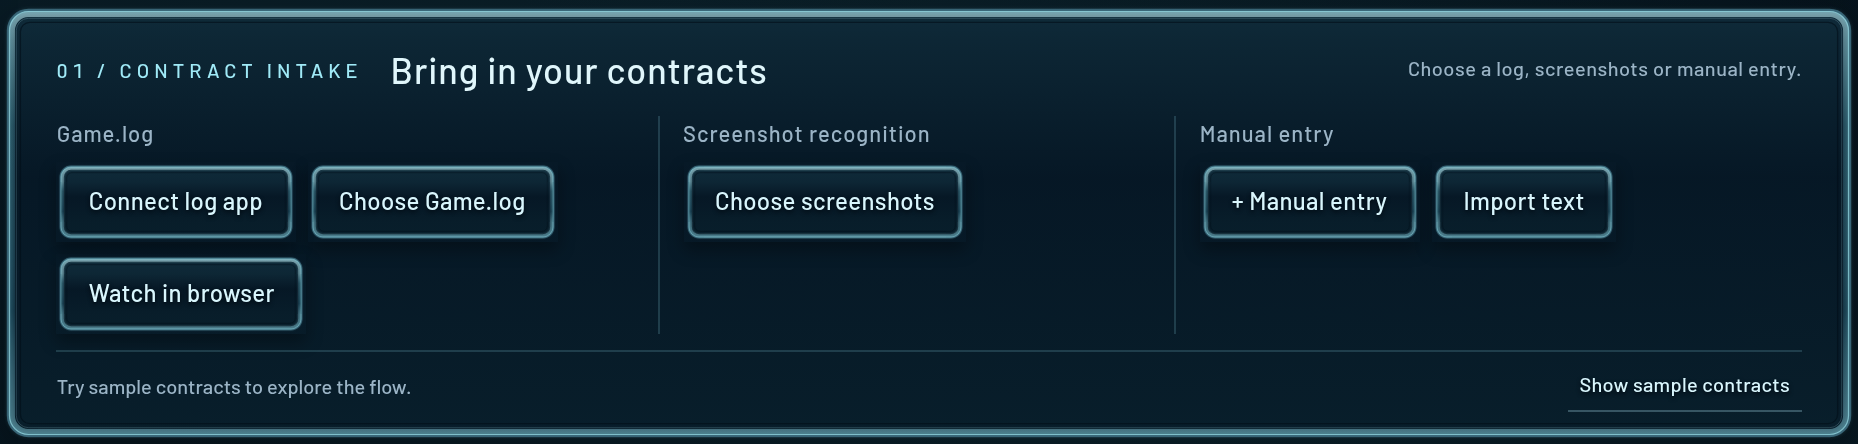 01 / CONTRACT INTAKE Bring in your contracts
Choose a log, screenshots or manual entry.
Game.log
Connect log app
Choose Game.log
Watch in browser
Screenshot recognition
Choose screenshots
Manual entry
+ Manual entry
Import text
Try sample contracts to explore the flow.
Show sample contracts